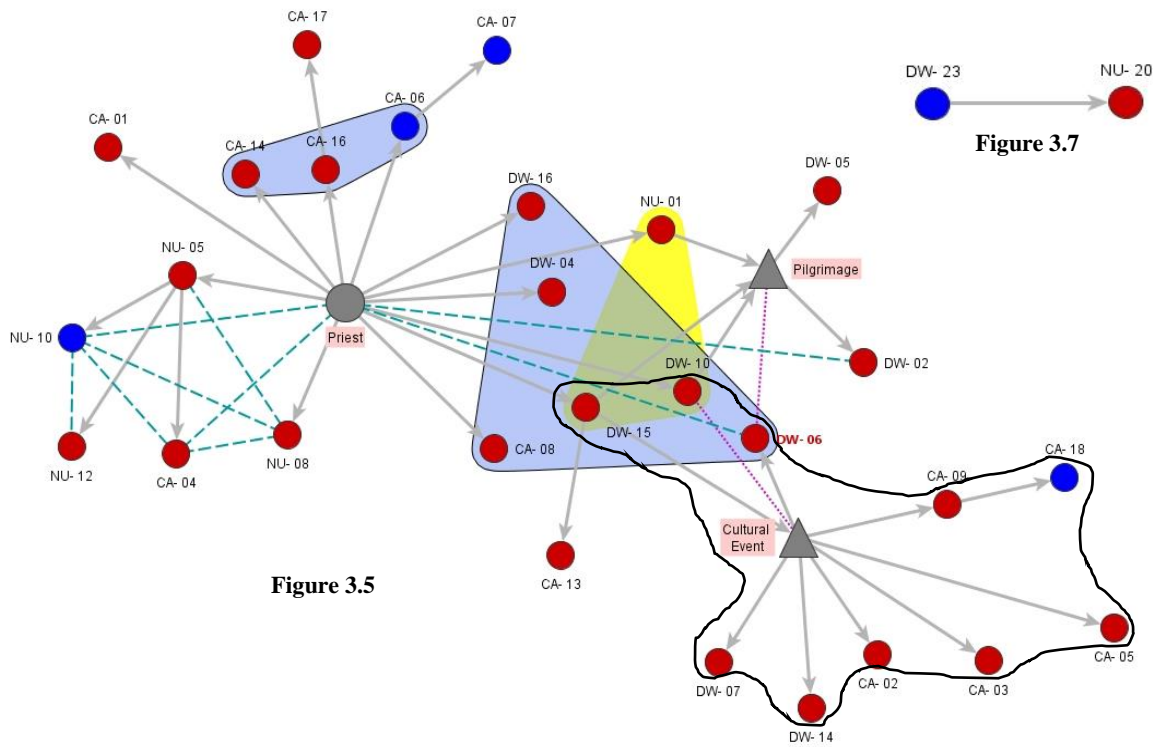 CA- 17
CA- 07
DW- 23
NU- 20
CA- 06
CA- 01
CA- 14
CA- 16
Figure 3.7
DW- 16
DW- 05
NU- 01
NU- 05
DW- 04
Pilgrimage
NU- 10
Priest
DW- 10
DW- 02
DW- 15
DW- 06
CA- 08
NU- 12
CA- 04
NU- 08
CA- 09
CA- 18
Cultural
Event
CA- 13
Figure 3.5
DW- 07
CA- 02
CA- 03
CA- 05
DW- 14